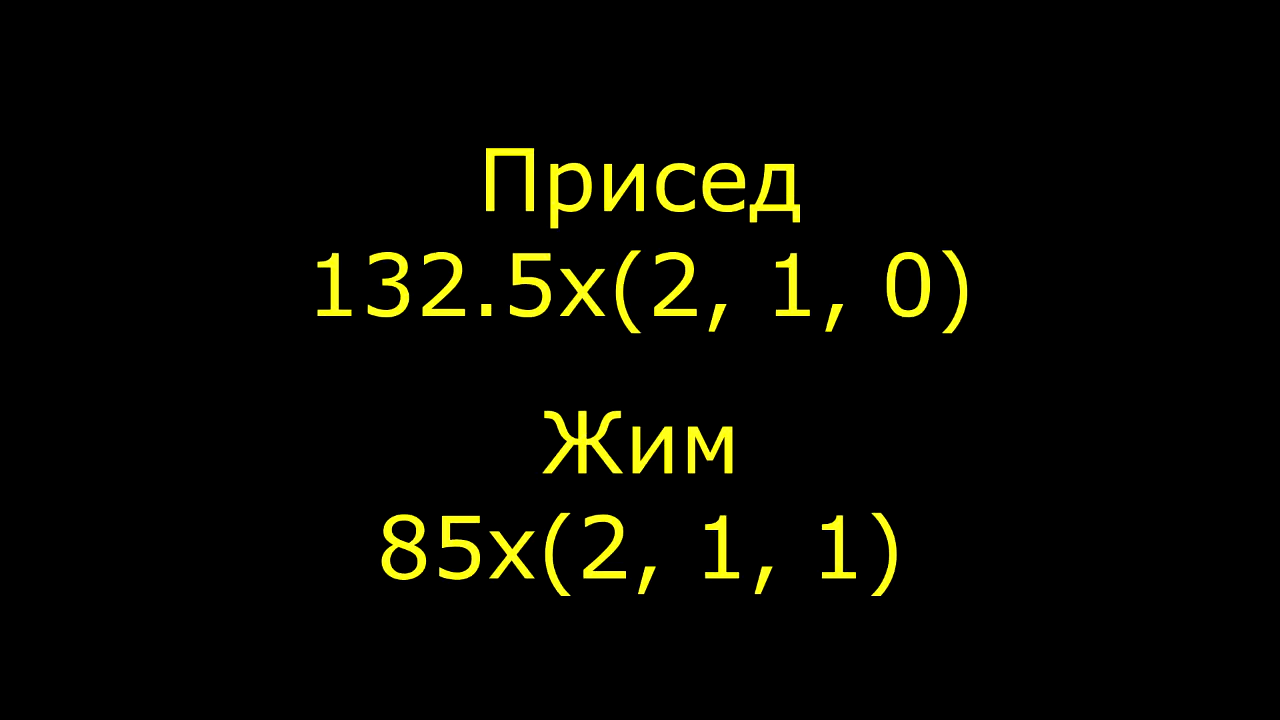 Присед
132.5x(2, 1, 0)
Жим
85x(2, 1, 1)